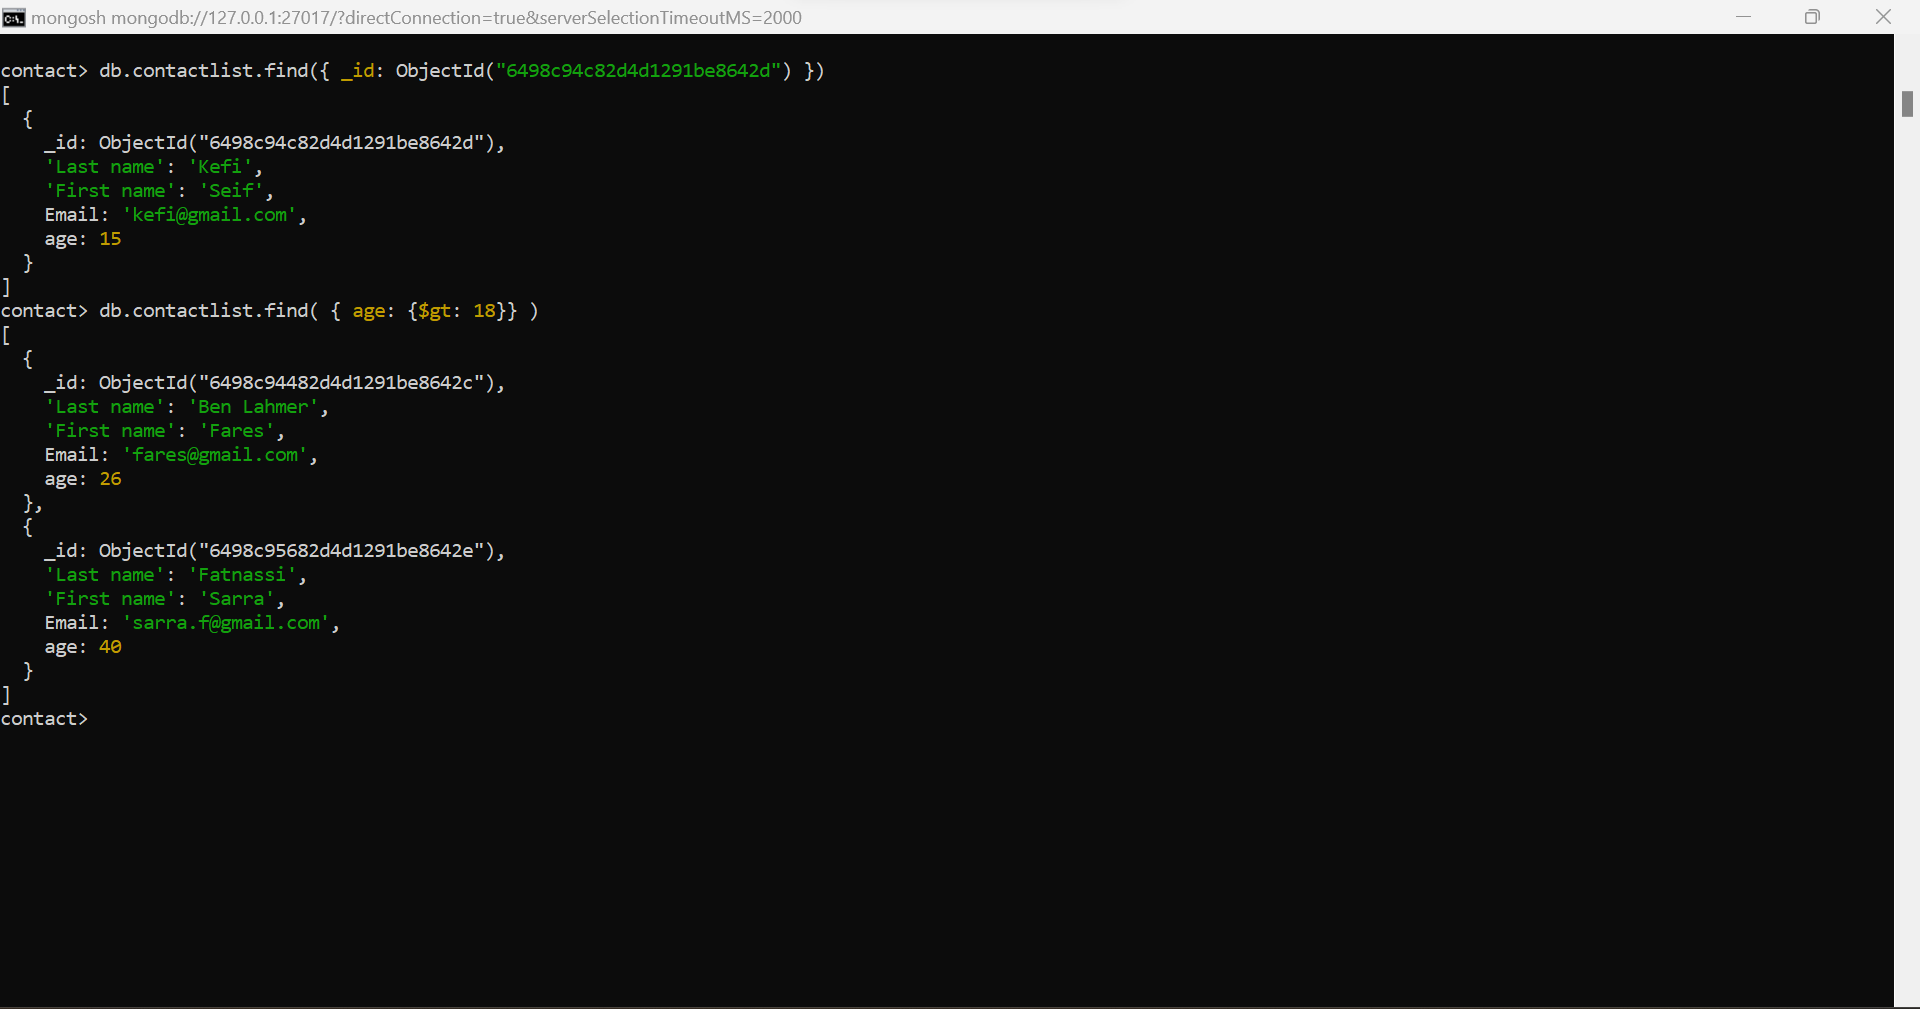 mongosh mongodb://127.0.0.1:27017/?directConnection=true&serverSelectionTimeoutMS=2000
contact> db.contactlist.find({ _id: ObjectId("6498c94c82d4d1291be8642d") })
[
  {
    _id: ObjectId("6498c94c82d4d1291be8642d"),
    'Last name': 'Kefi',
    'First name': 'Seif',
    Email: 'kefi@gmail.com',
    age: 15
  }
]
contact> db.contactlist.find( { age: {$gt: 18}} )
[
  {
    _id: ObjectId("6498c94482d4d1291be8642c"),
    'Last name': 'Ben Lahmer',
    'First name': 'Fares',
    Email: 'fares@gmail.com',
    age: 26
  },
  {
    _id: ObjectId("6498c95682d4d1291be8642e"),
    'Last name': 'Fatnassi',
    'First name': 'Sarra',
    Email: 'sarra.f@gmail.com',
    age: 40
  }
]
contact>